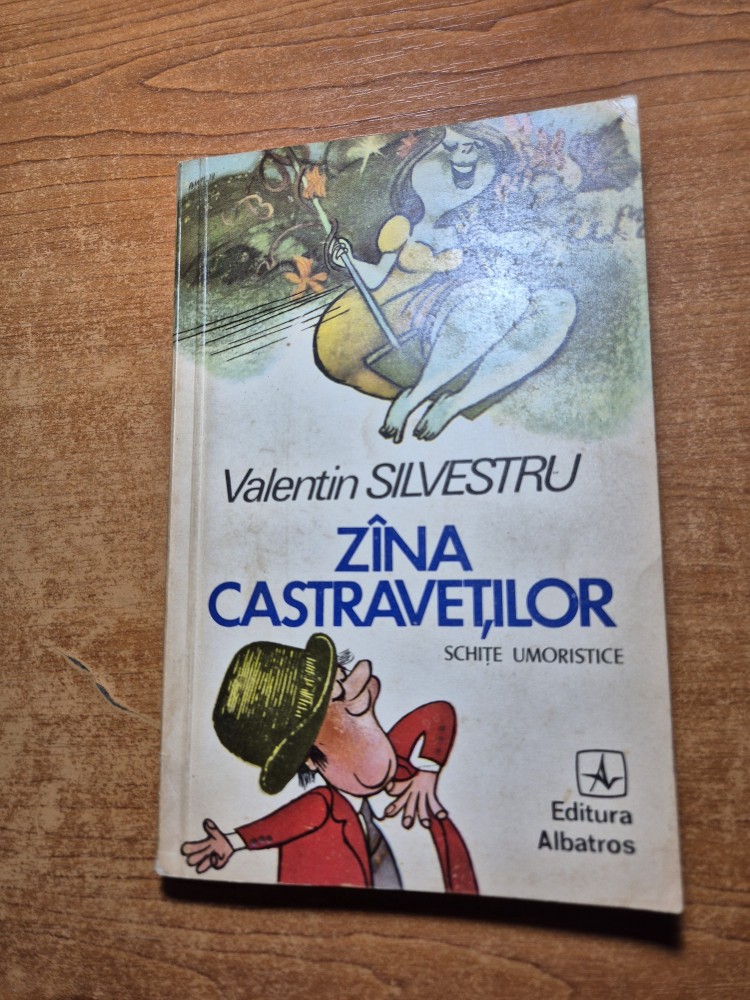 Valentin SILVESTRU
ZÎNA
CASTRAVEȚILOR
SCHIȚE UMORISTICE
Editura
Albatros